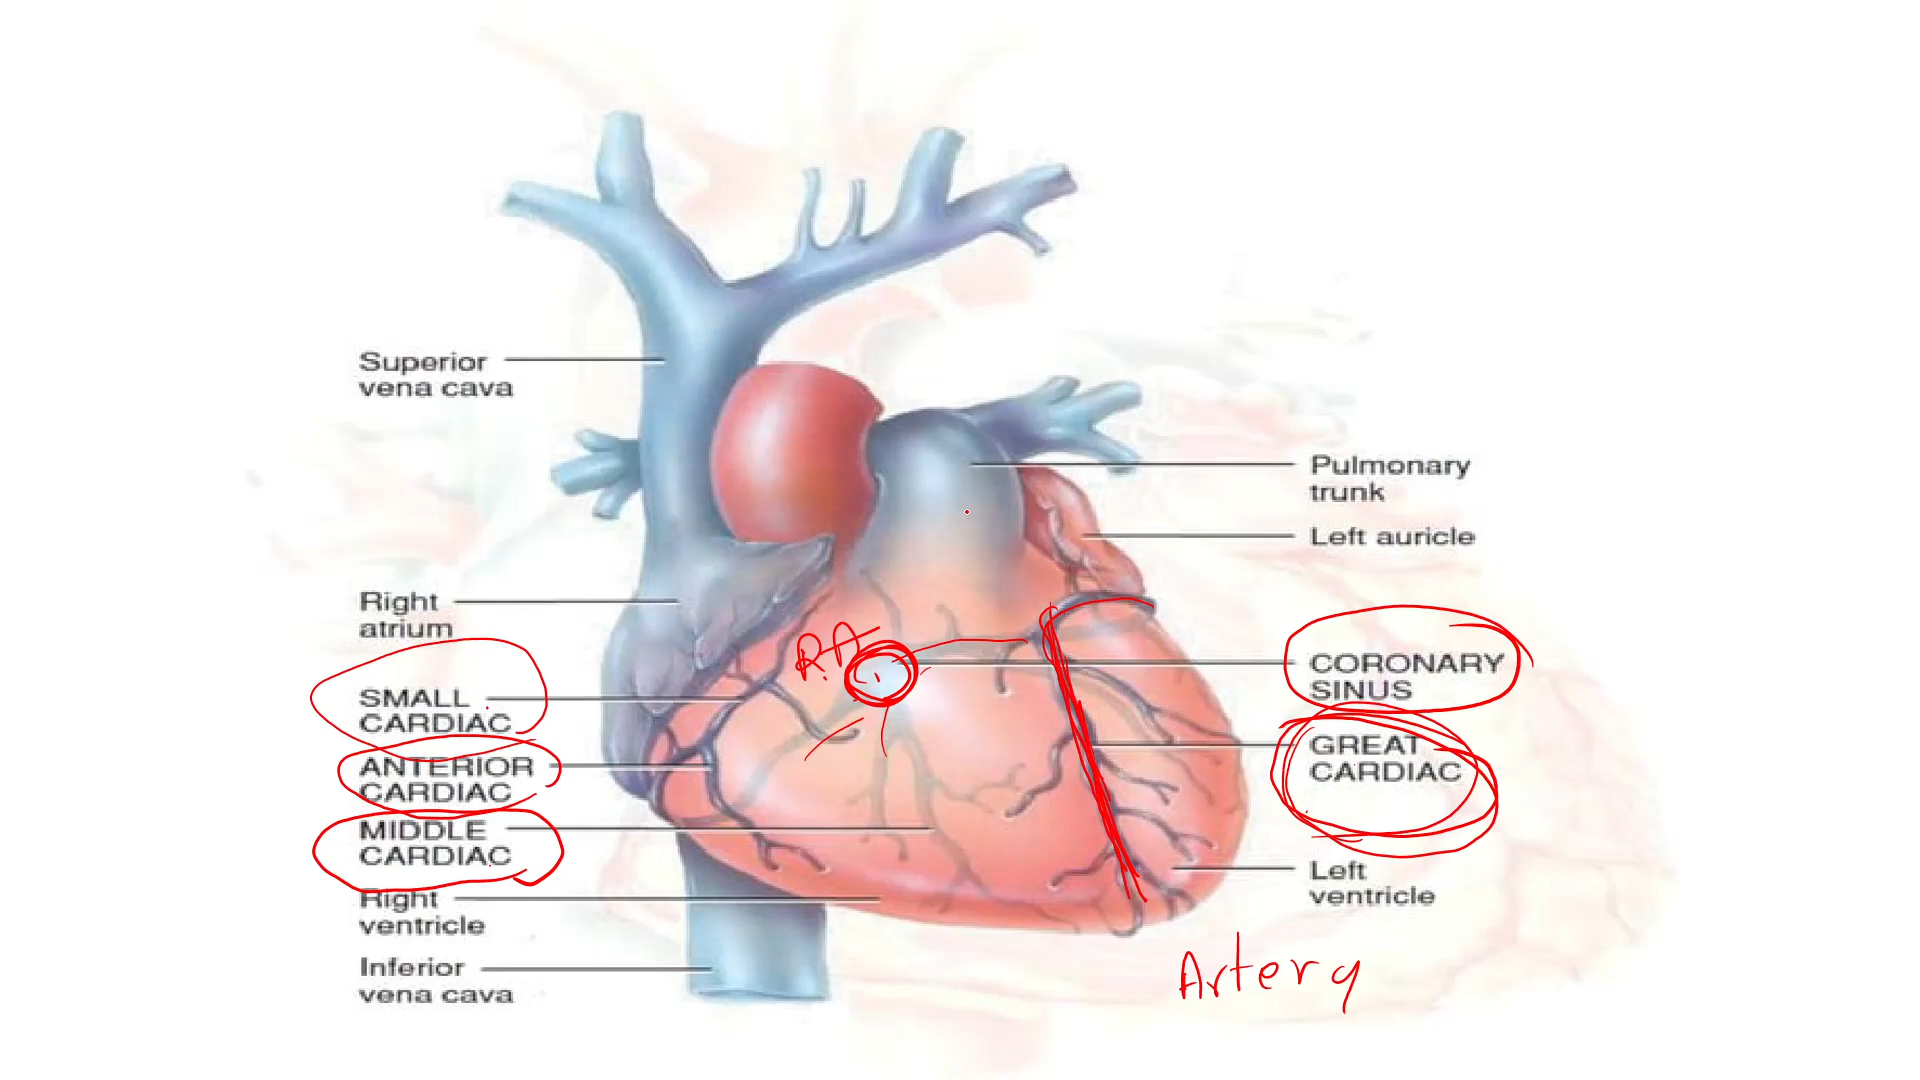 Superior
vena cava
Right
atrium
SMALL
CARDIAC
ANTERIOR
CARDIAC
MIDDLE
CARDIAC
Right
ventricle
Inferior
vena cava
R.A
Pulmonary
trunk
Left auricle
CORONARY
SINUS
GREAT
CARDIAC
Left
ventricle
Artery